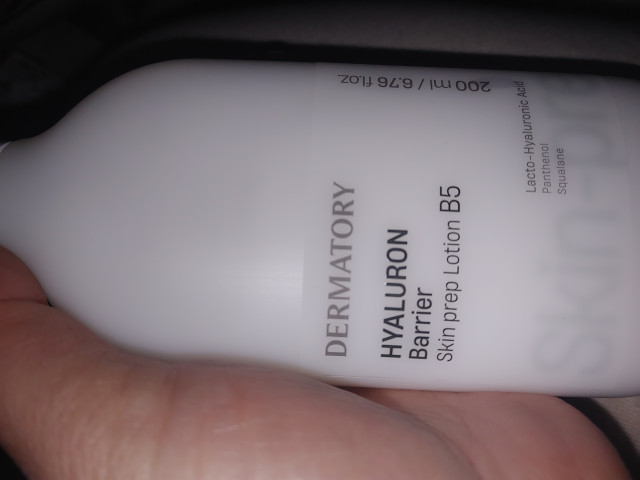 DERMATORY
HYALURON
Barrier
Skin prep Lotion B5
Lacto-Hyaluronic Acid
Panthenol
Squalane
200 ml / 6.76 fl.oz.